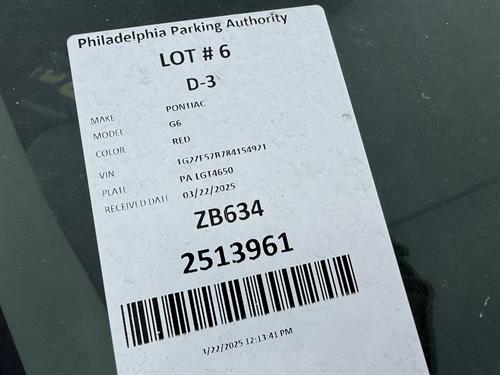 Philadelphia Parking Authority
LOT # 6
D-3
MAKE PONTIAC
MODEL G6
COLOR RED
VIN 1G2ZF57B784154921
PLATE PA LGT4650
RECEIVED DATE 03/22/2025
ZB634
2513961
3/22/2025 12:13:41 PM